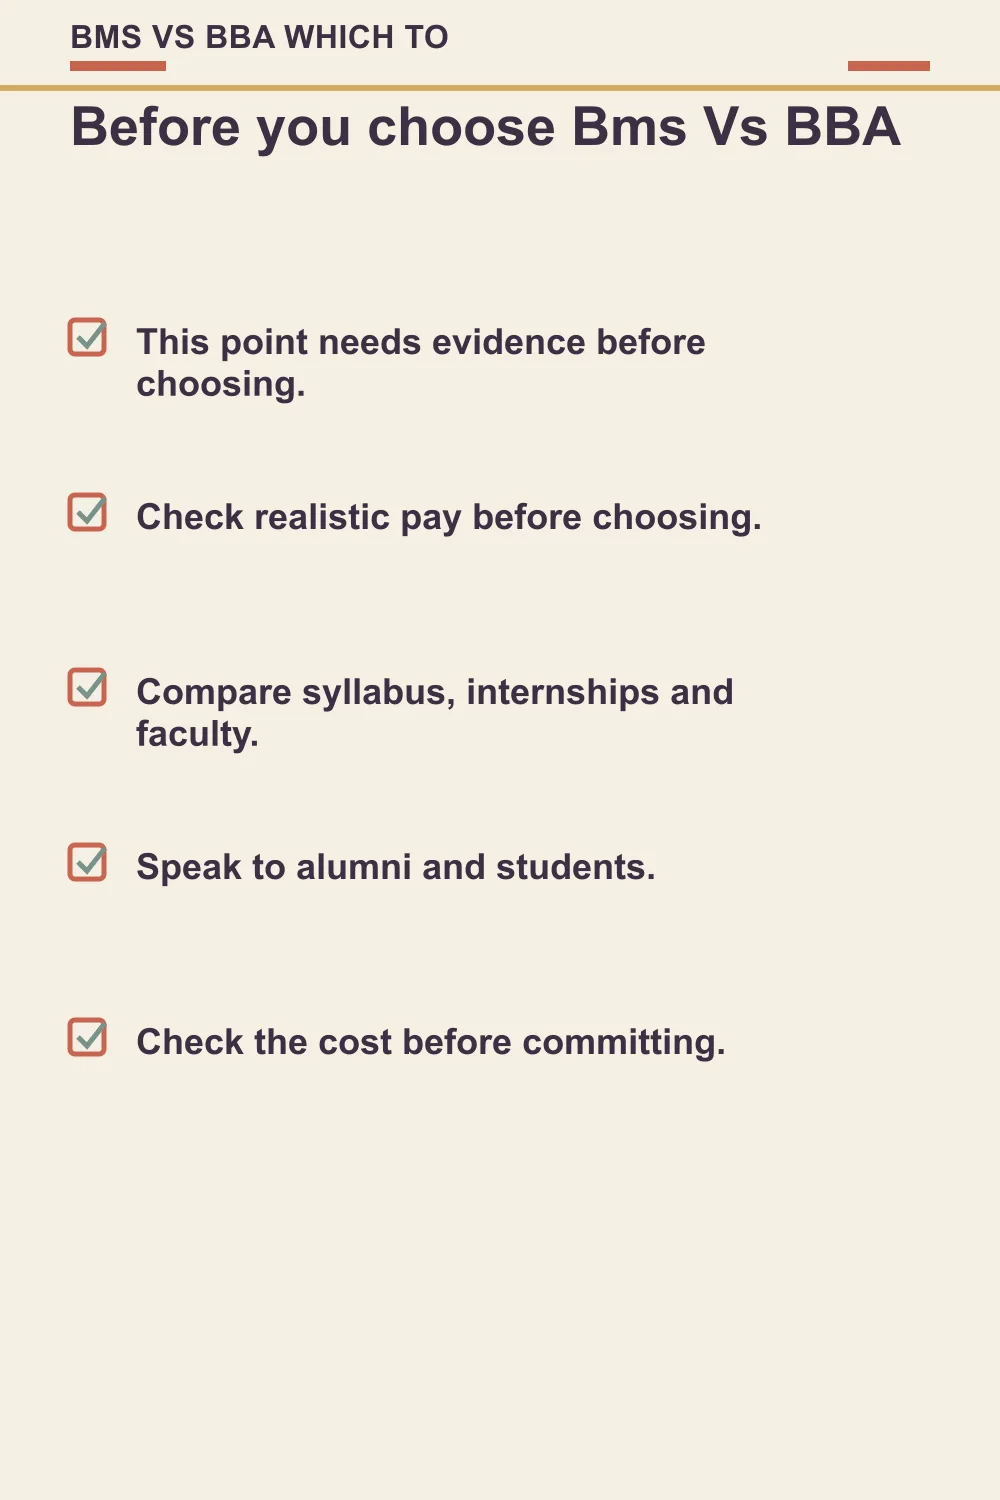 BMS VS BBA WHICH TO
Before you choose Bms Vs BBA
This point needs evidence before
choosing.
Check realistic pay before choosing.
Compare syllabus, internships and
faculty.
Speak to alumni and students.
Check the cost before committing.